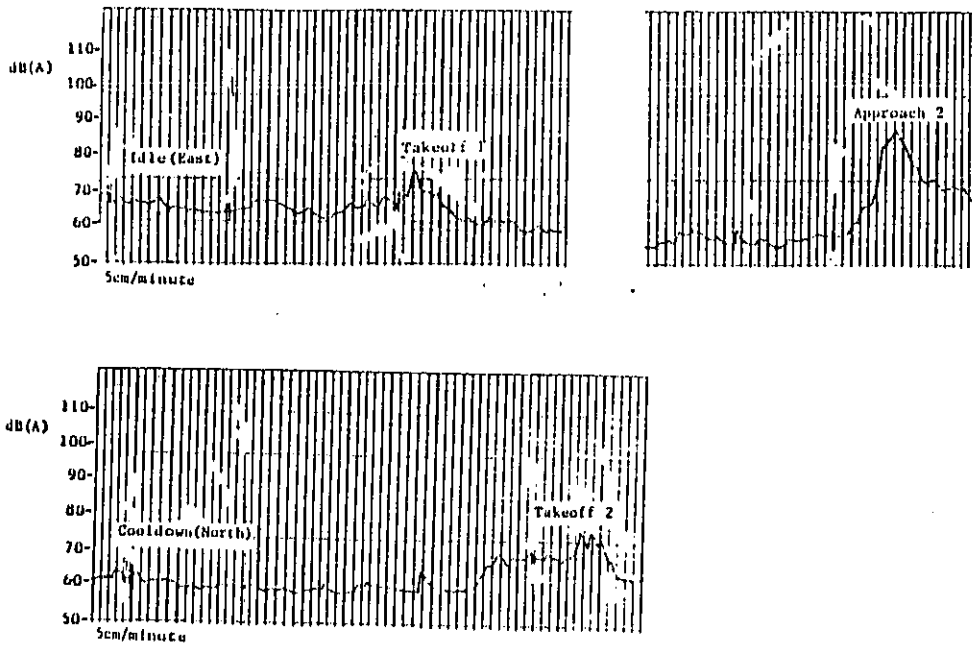 110-
dB(A)
100-
90-
80-
70-
60-
50-
Idle(East)
Takeoff 1
5cm/minute
Approach 2
110-
dB(A)
100-
90-
80-
70-
60-
50-
Cooldown(North)
Takeoff 2
5cm/minute